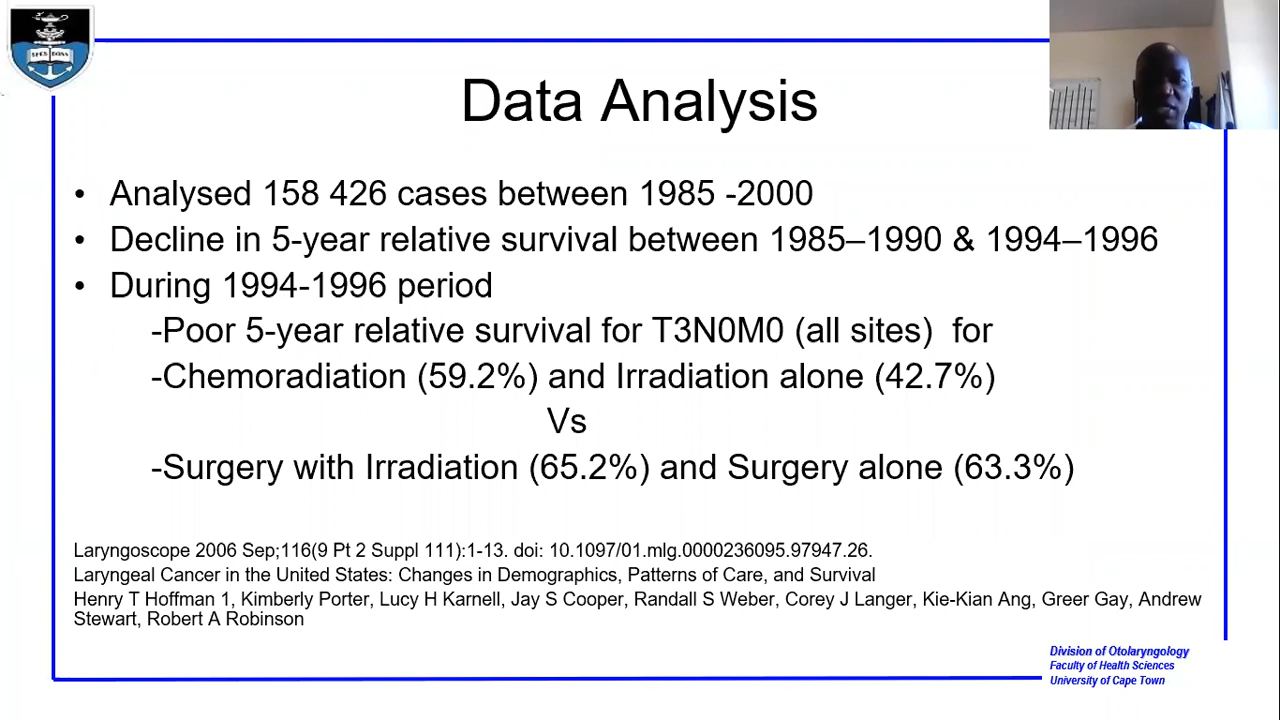 Data Analysis
• Analysed 158 426 cases between 1985 -2000
• Decline in 5-year relative survival between 1985–1990 & 1994–1996
• During 1994-1996 period
-Poor 5-year relative survival for T3N0M0 (all sites)  for
-Chemoradiation (59.2%) and Irradiation alone (42.7%)
Vs
-Surgery with Irradiation (65.2%) and Surgery alone (63.3%)
Laryngoscope 2006 Sep;116(9 Pt 2 Suppl 111):1-13. doi: 10.1097/01.mlg.0000236095.97947.26.
Laryngeal Cancer in the United States: Changes in Demographics, Patterns of Care, and Survival
Henry T Hoffman 1, Kimberly Porter, Lucy H Karnell, Jay S Cooper, Randall S Weber, Corey J Langer, Kie-Kian Ang, Greer Gay, Andrew
Stewart, Robert A Robinson
Division of Otolaryngology
Faculty of Health Sciences
University of Cape Town